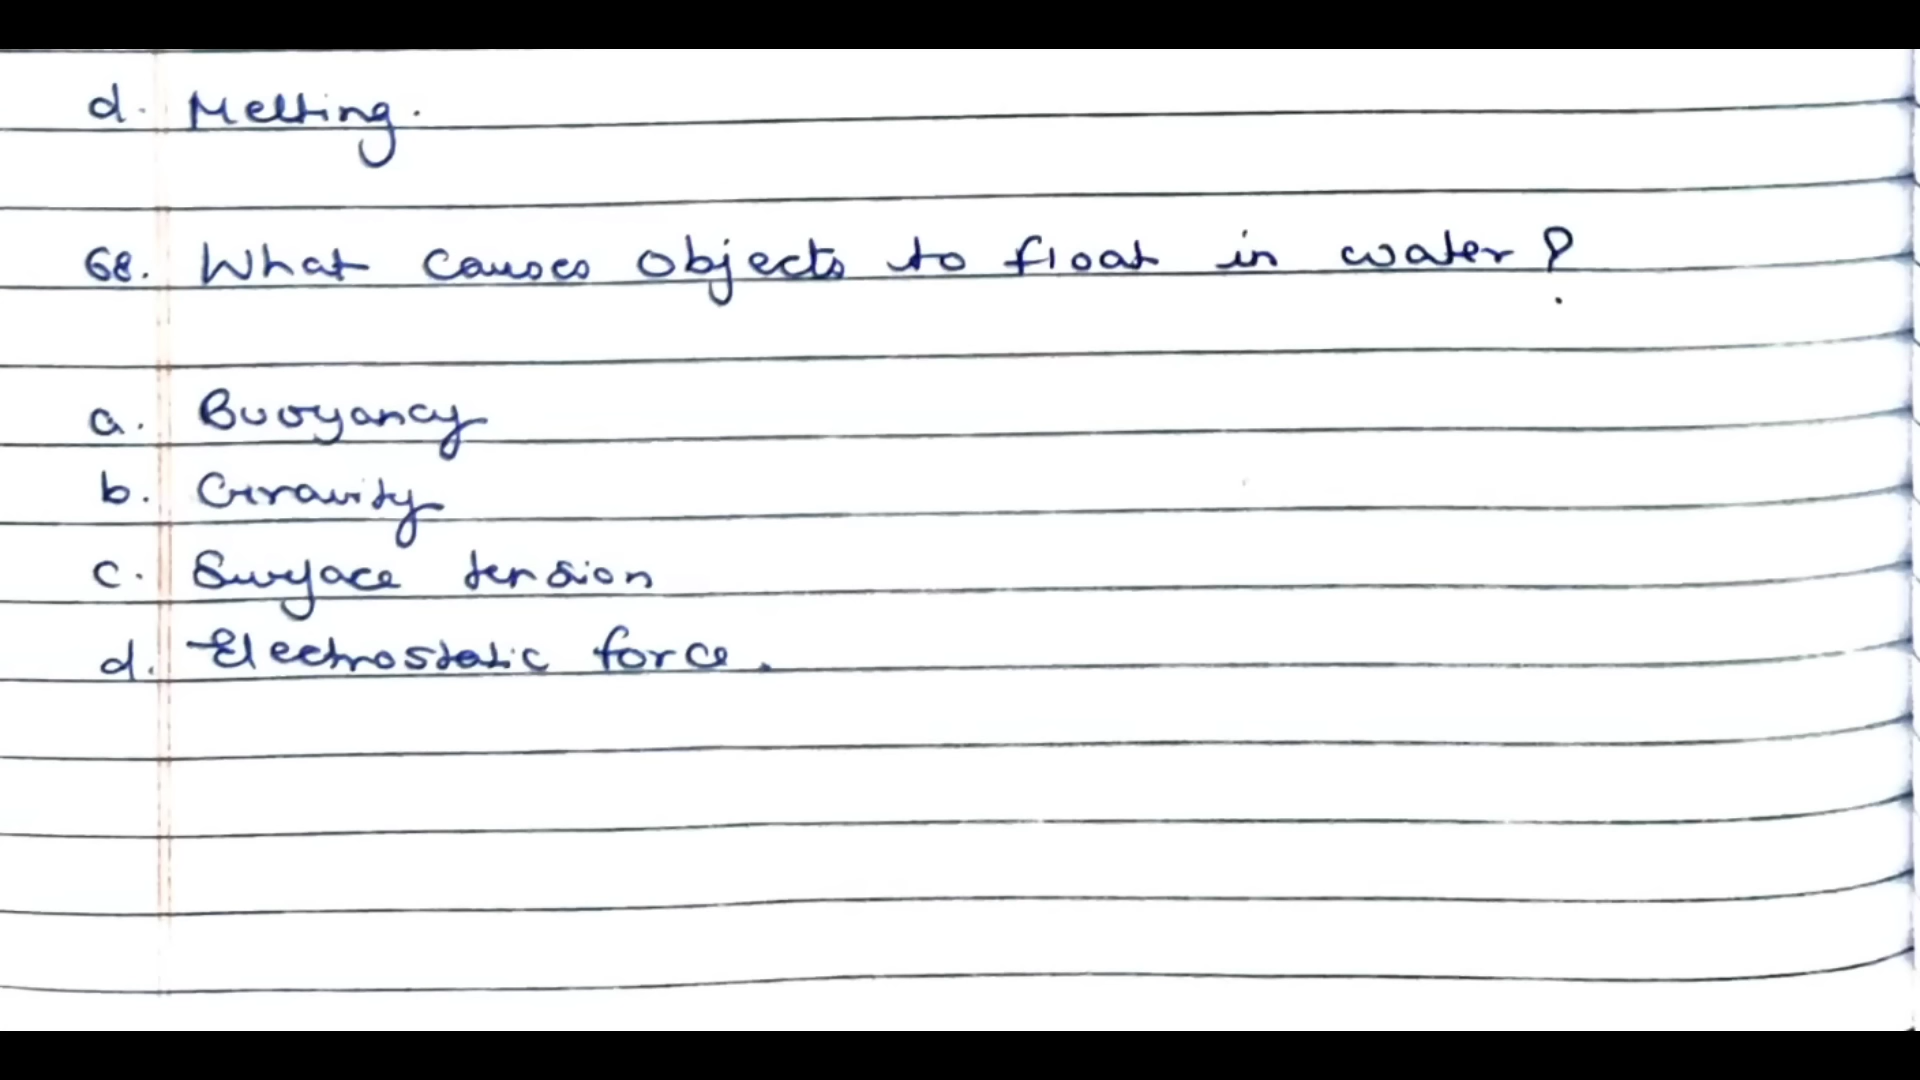 d. Melting.
68. What causes objects to float in water?
a. Buoyancy
b. Gravity
c. Surface tension
d. Electrostatic force.